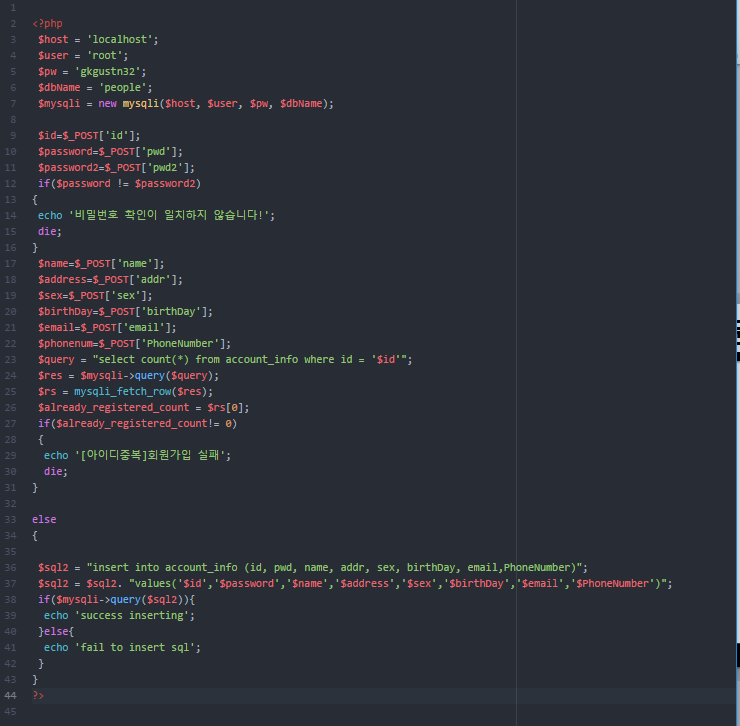 1
2 <?php
3 $host = 'localhost';
4 $user = 'root';
5 $pw = 'gkgustn32';
6 $dbName = 'people';
7 $mysqli = new mysqli($host, $user, $pw, $dbName);
8
9 $id=$_POST['id'];
10 $password=$_POST['pwd'];
11 $password2=$_POST['pwd2'];
12 if($password != $password2)
13 {
14 echo '비밀번호 확인이 일치하지 않습니다!';
15 die;
16 }
17 $name=$_POST['name'];
18 $address=$_POST['addr'];
19 $sex=$_POST['sex'];
20 $birthDay=$_POST['birthDay'];
21 $email=$_POST['email'];
22 $phonenum=$_POST['PhoneNumber'];
23 $query = "select count(*) from account_info where id = '$id'";
24 $res = $mysqli->query($query);
25 $rs = mysqli_fetch_row($res);
26 $already_registered_count = $rs[0];
27 if($already_registered_count!= 0)
28 {
29 echo '[아이디중복]회원가입 실패';
30 die;
31 }
32
33 else
34 {
35
36 $sql2 = "insert into account_info (id, pwd, name, addr, sex, birthDay, email,PhoneNumber)";
37 $sql2 = $sql2. "values('$id','$password','$name','$address','$sex','$birthDay','$email','$PhoneNumber')";
38 if($mysqli->query($sql2)){
39 echo 'success inserting';
40 }else{
41 echo 'fail to insert sql';
42 }
43 }
44 ?>
45